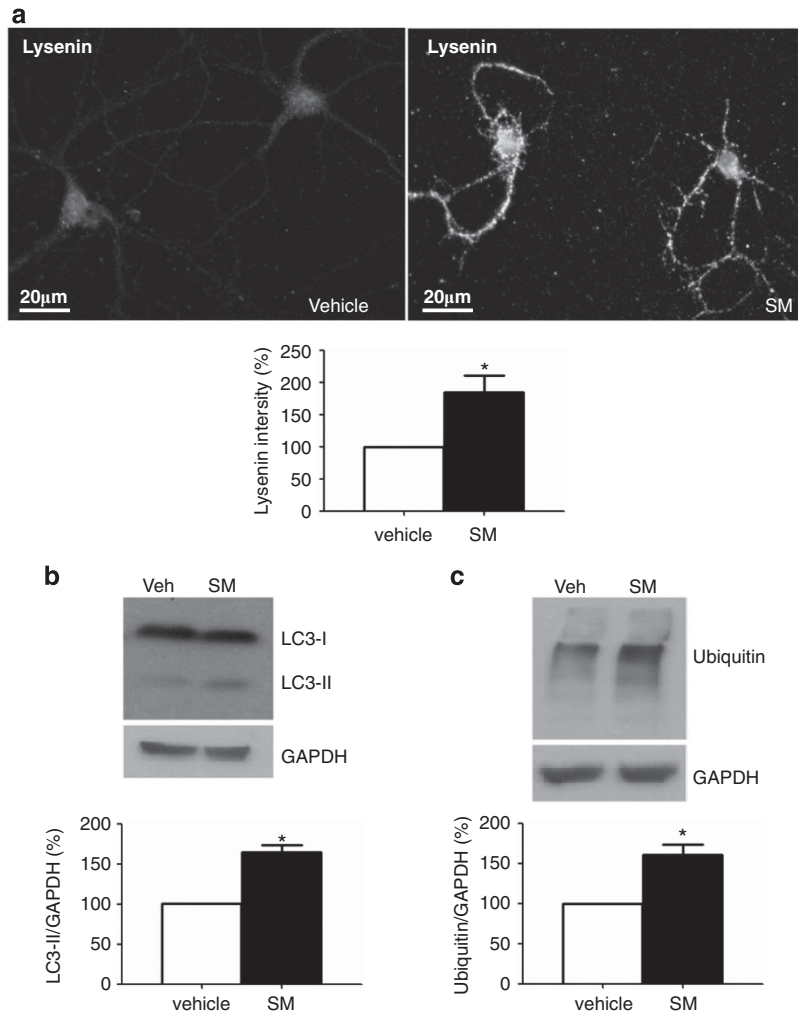 a
Lysenin
Lysenin
20μm
Vehicle
20μm
SM
Lysenin intersity (%)
250
200
150
100
50
0
*
vehicle
SM
b
Veh
SM
LC3-I
LC3-II
GAPDH
LC3-II/GAPDH (%)
200
150
100
50
0
*
vehicle
SM
c
Veh
SM
Ubiquitin
GAPDH
Ubiquitin/GAPDH (%)
200
150
100
50
0
*
vehicle
SM